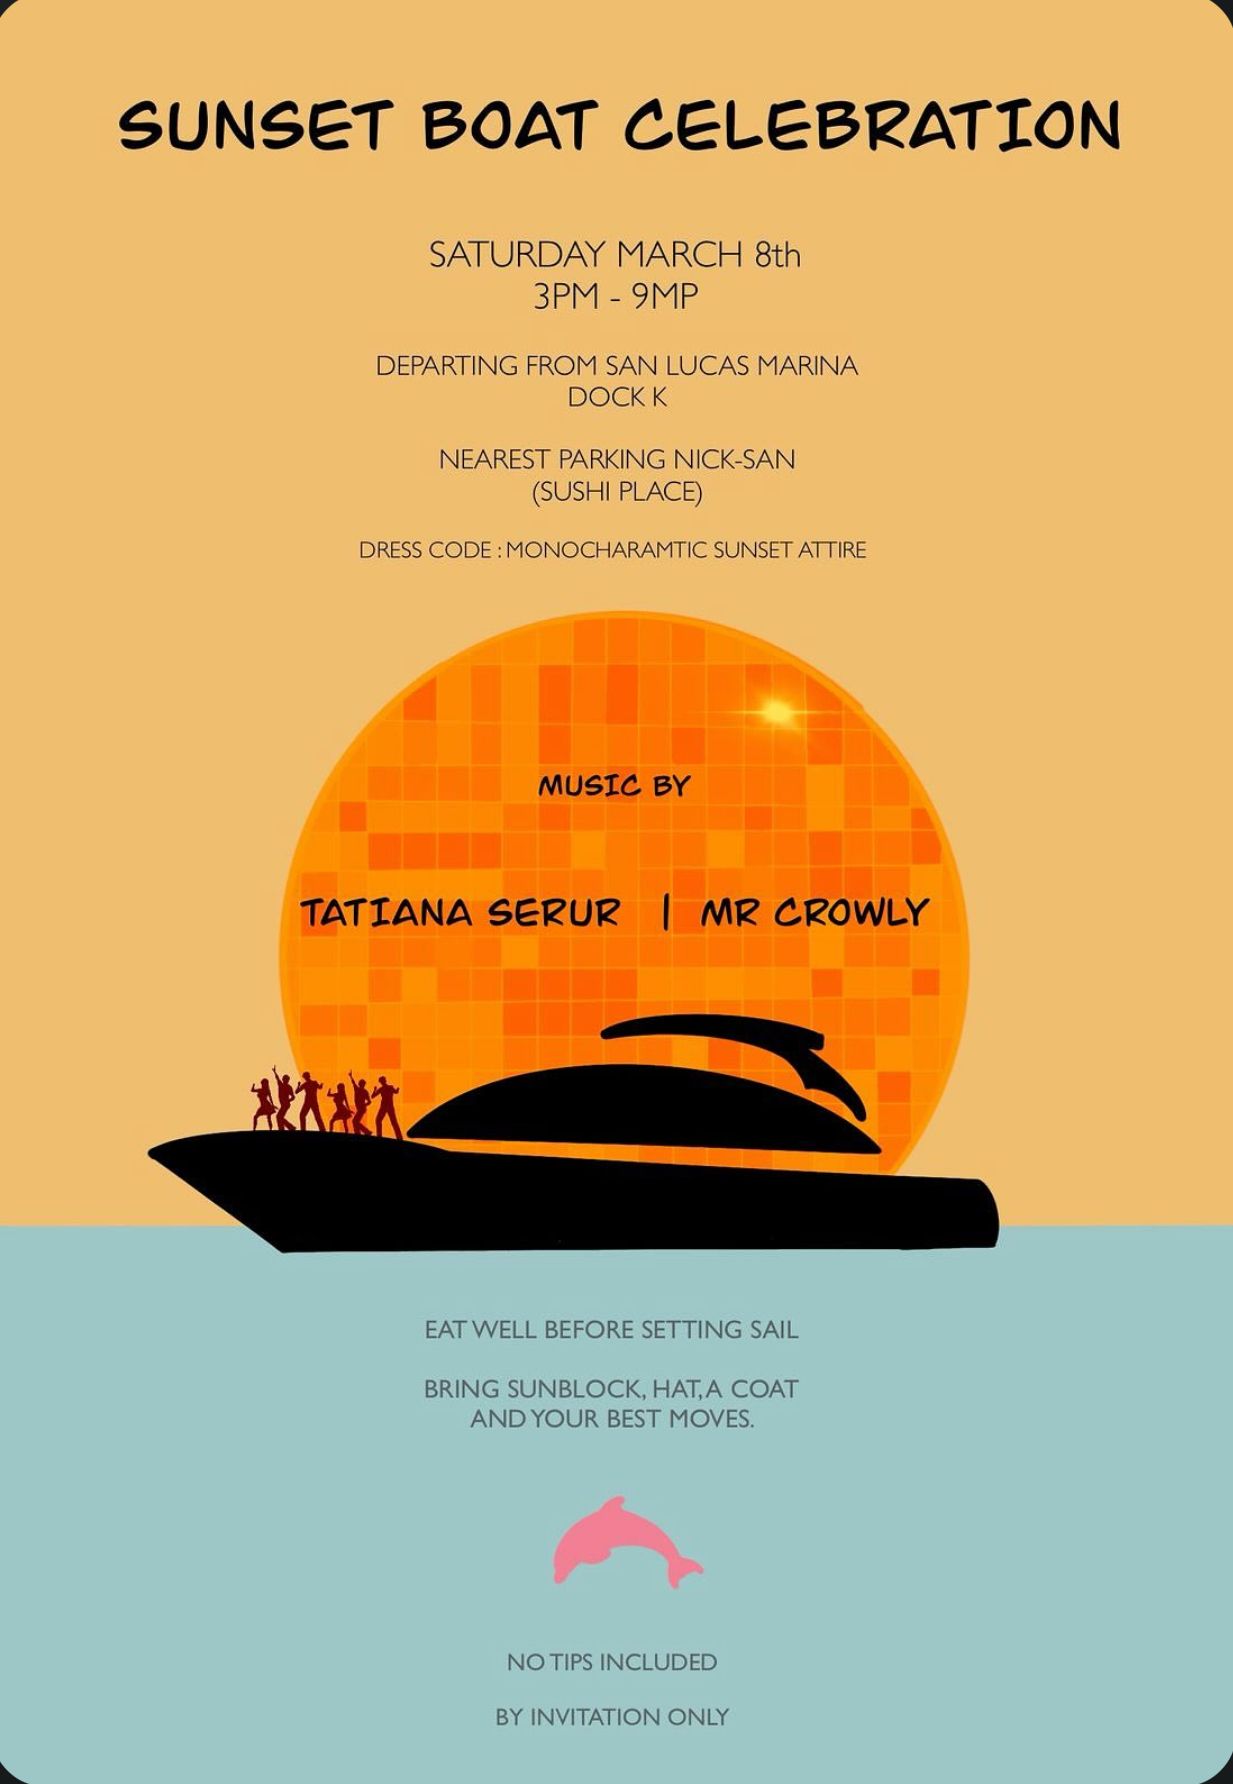 SUNSET BOAT CELEBRATION
SATURDAY MARCH 8th
3PM - 9MP
DEPARTING FROM SAN LUCAS MARINA
DOCK K
NEAREST PARKING NICK-SAN
(SUSHI PLACE)
DRESS CODE : MONOCHARAMTIC SUNSET ATTIRE
MUSIC BY
TATIANA SERUR | MR CROWLY
EAT WELL BEFORE SETTING SAIL
BRING SUNBLOCK, HAT, A COAT
AND YOUR BEST MOVES.
NO TIPS INCLUDED
BY INVITATION ONLY